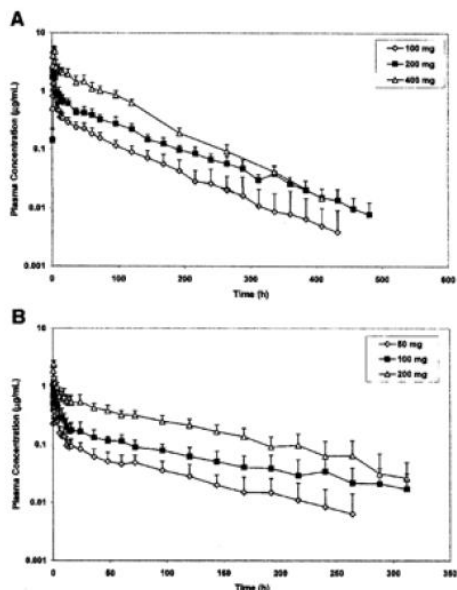 A
10
1
0.1
0.01
0.001
Plasma Concentration (µg/mL)
100 mg
200 mg
400 mg
0
100
200
300
400
500
600
Time (h)
B
10
1
0.1
0.01
0.001
Plasma Concentration (µg/mL)
50 mg
100 mg
200 mg
0
50
100
150
200
250
300
350
Time (h)